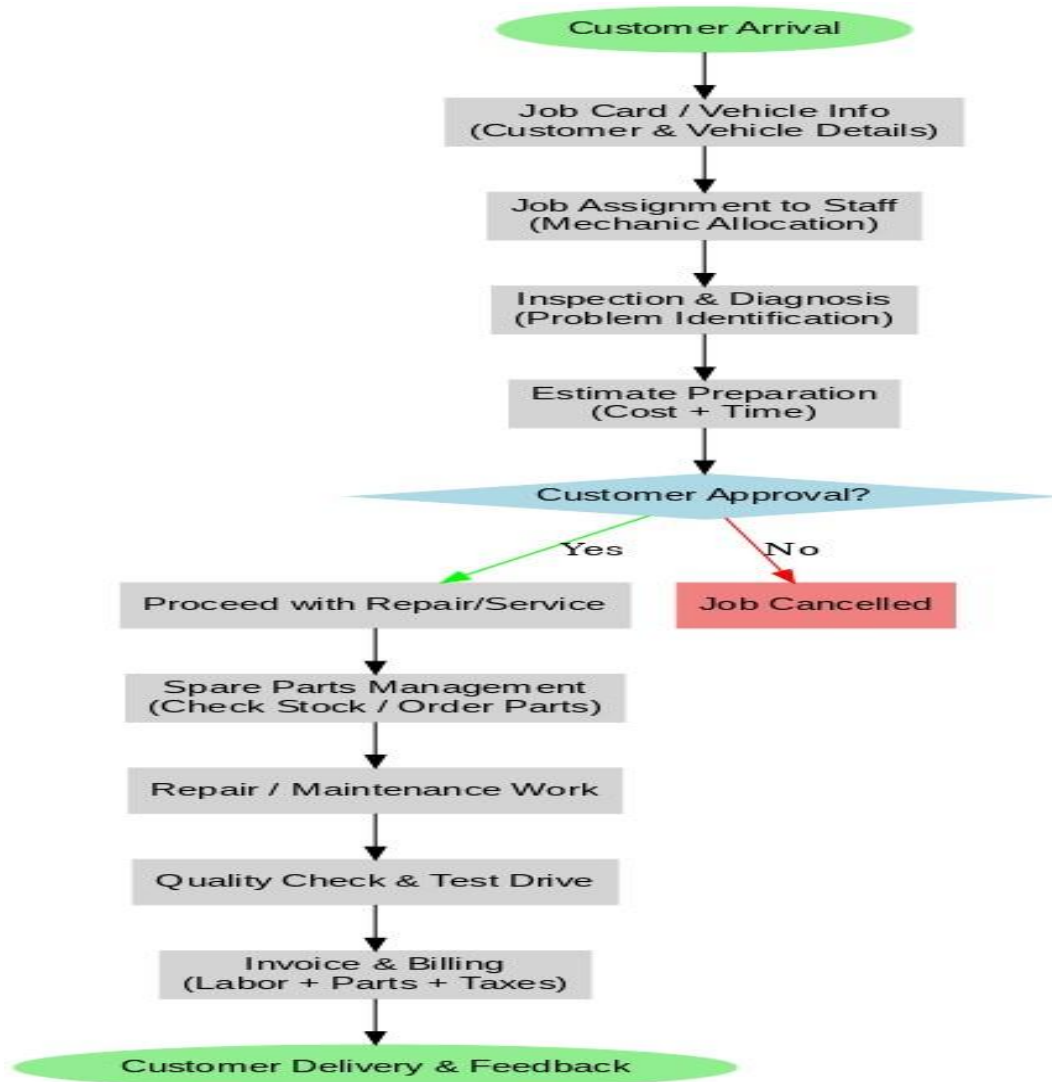 Customer Arrival
Job Card / Vehicle Info
(Customer & Vehicle Details)
Job Assignment to Staff
(Mechanic Allocation)
Inspection & Diagnosis
(Problem Identification)
Estimate Preparation
(Cost + Time)
Customer Approval?
Yes
No
Proceed with Repair/Service
Job Cancelled
Spare Parts Management
(Check Stock / Order Parts)
Repair / Maintenance Work
Quality Check & Test Drive
Invoice & Billing
(Labor + Parts + Taxes)
Customer Delivery & Feedback